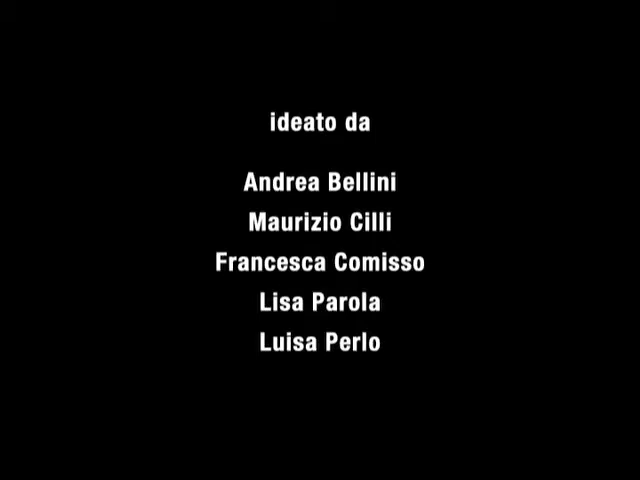 ideato da
Andrea Bellini
Maurizio Cilli
Francesca Comisso
Lisa Parola
Luisa Perlo